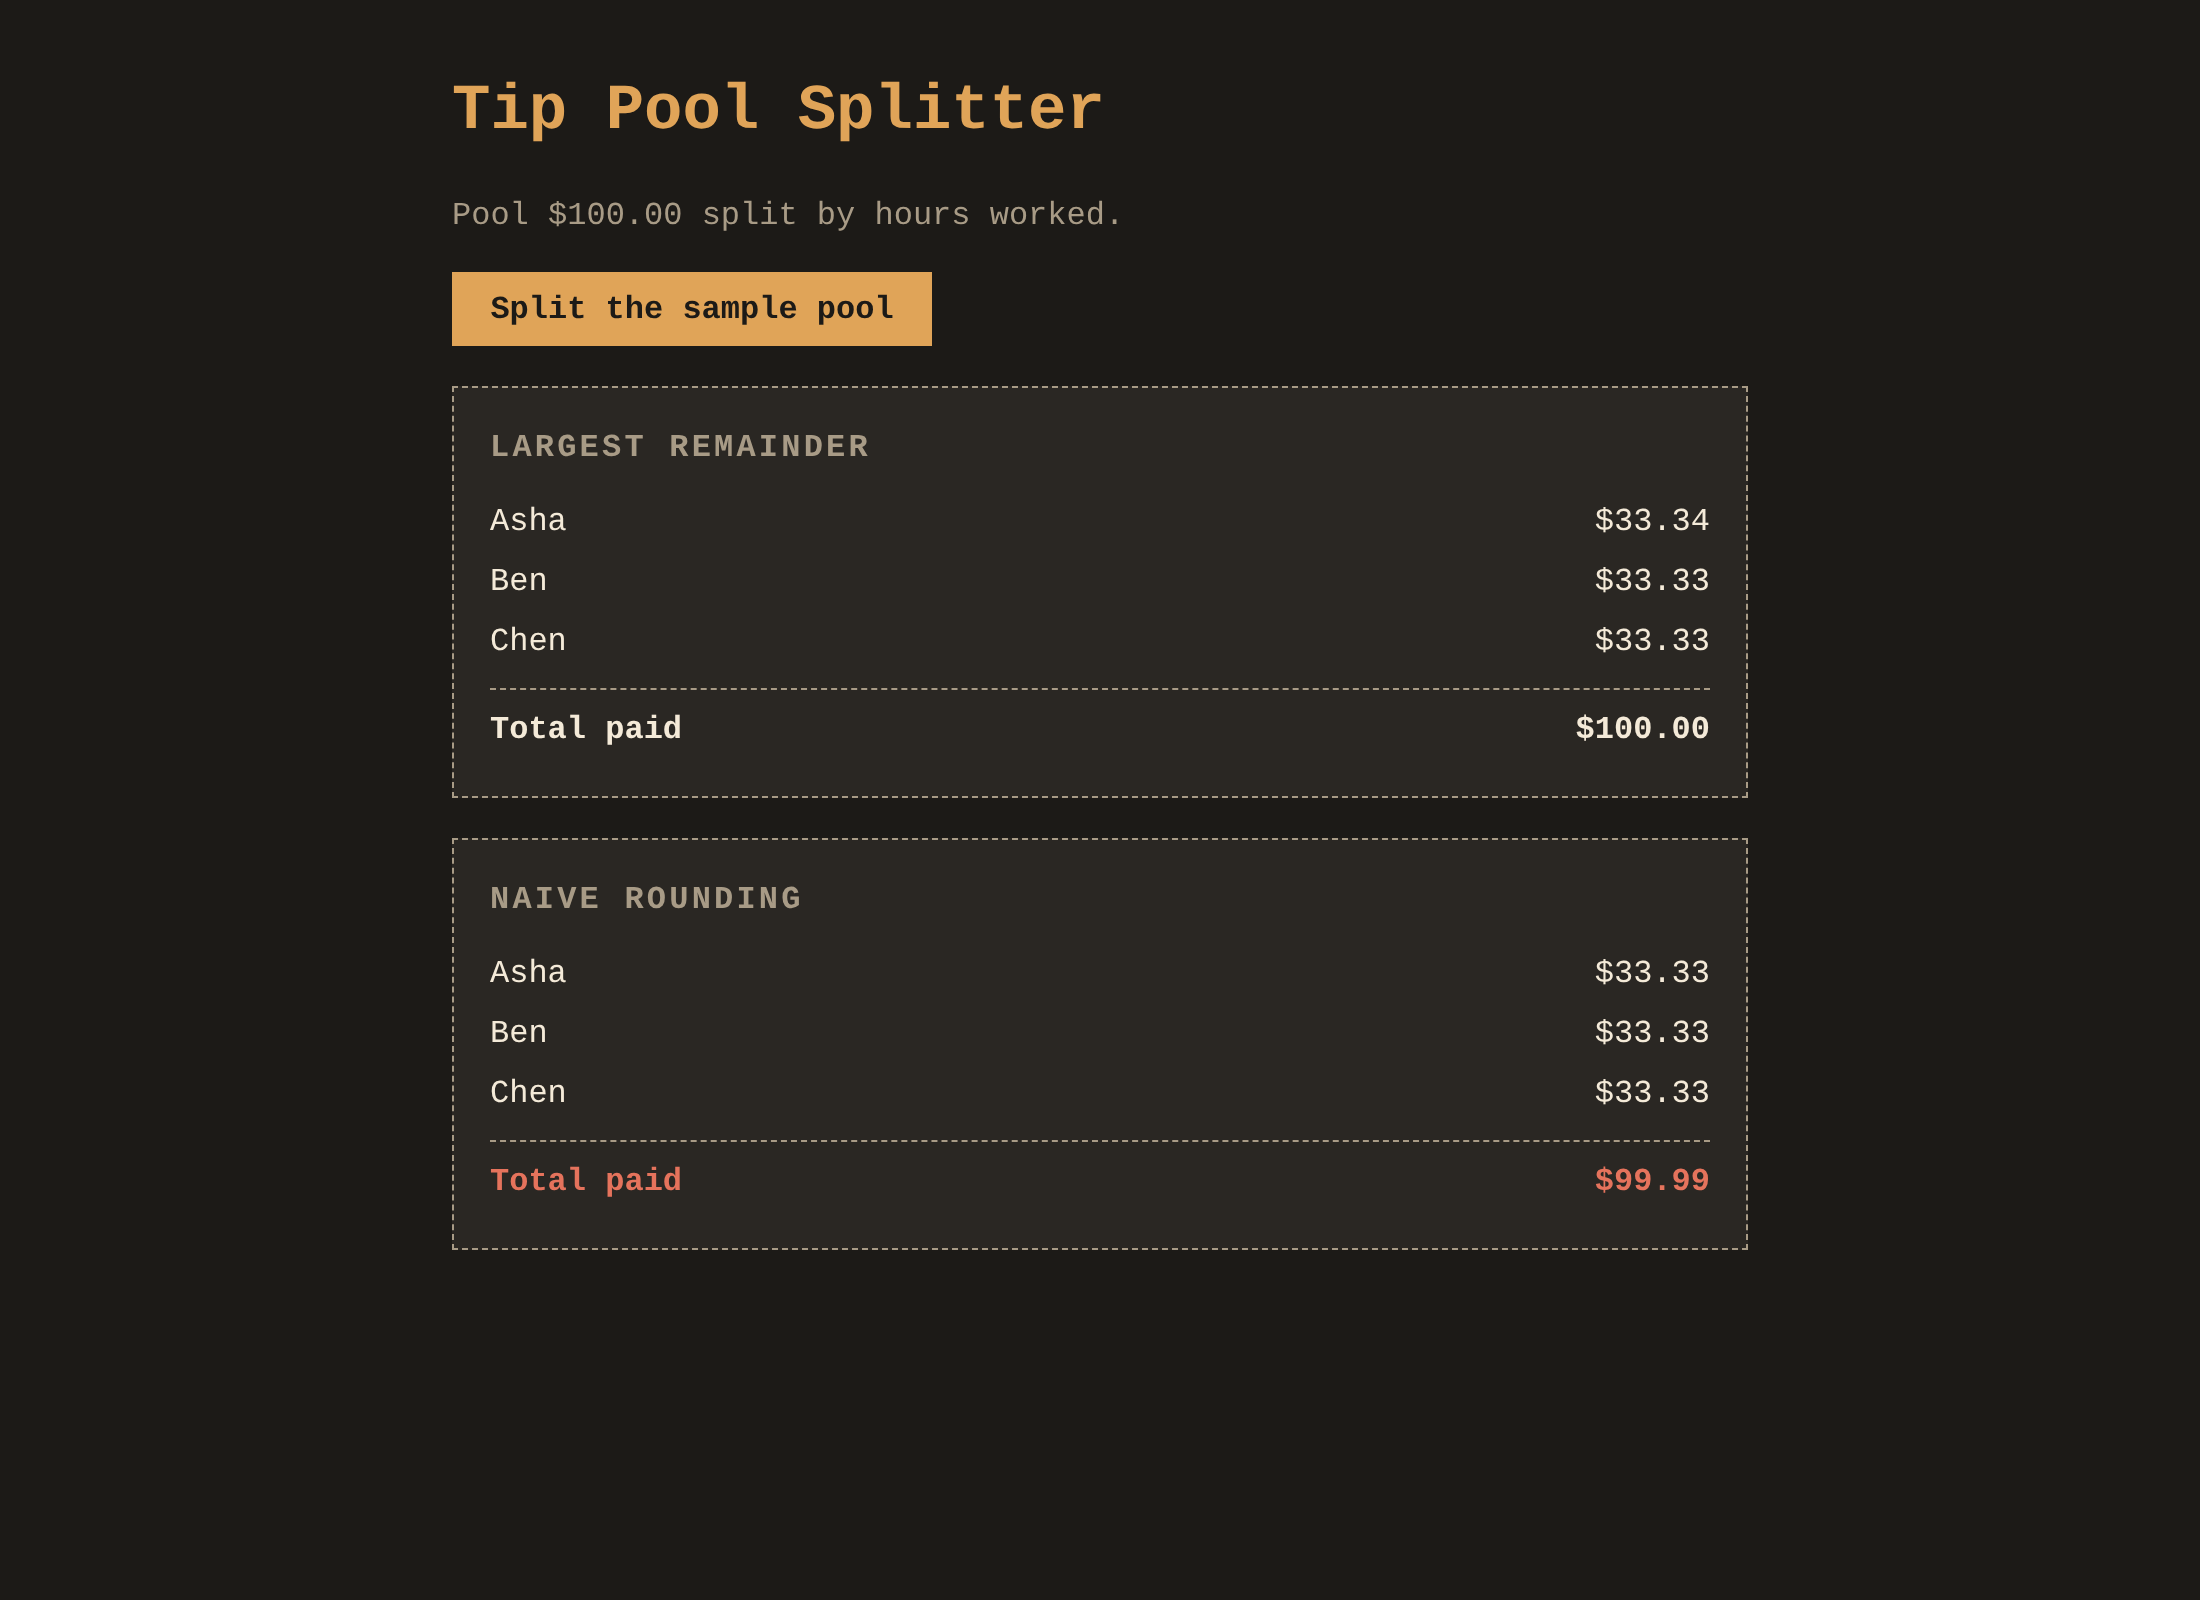 Tip Pool Splitter
Pool $100.00 split by hours worked.
Split the sample pool
LARGEST REMAINDER
Asha $33.34
Ben $33.33
Chen $33.33
Total paid $100.00
NAIVE ROUNDING
Asha $33.33
Ben $33.33
Chen $33.33
Total paid $99.99